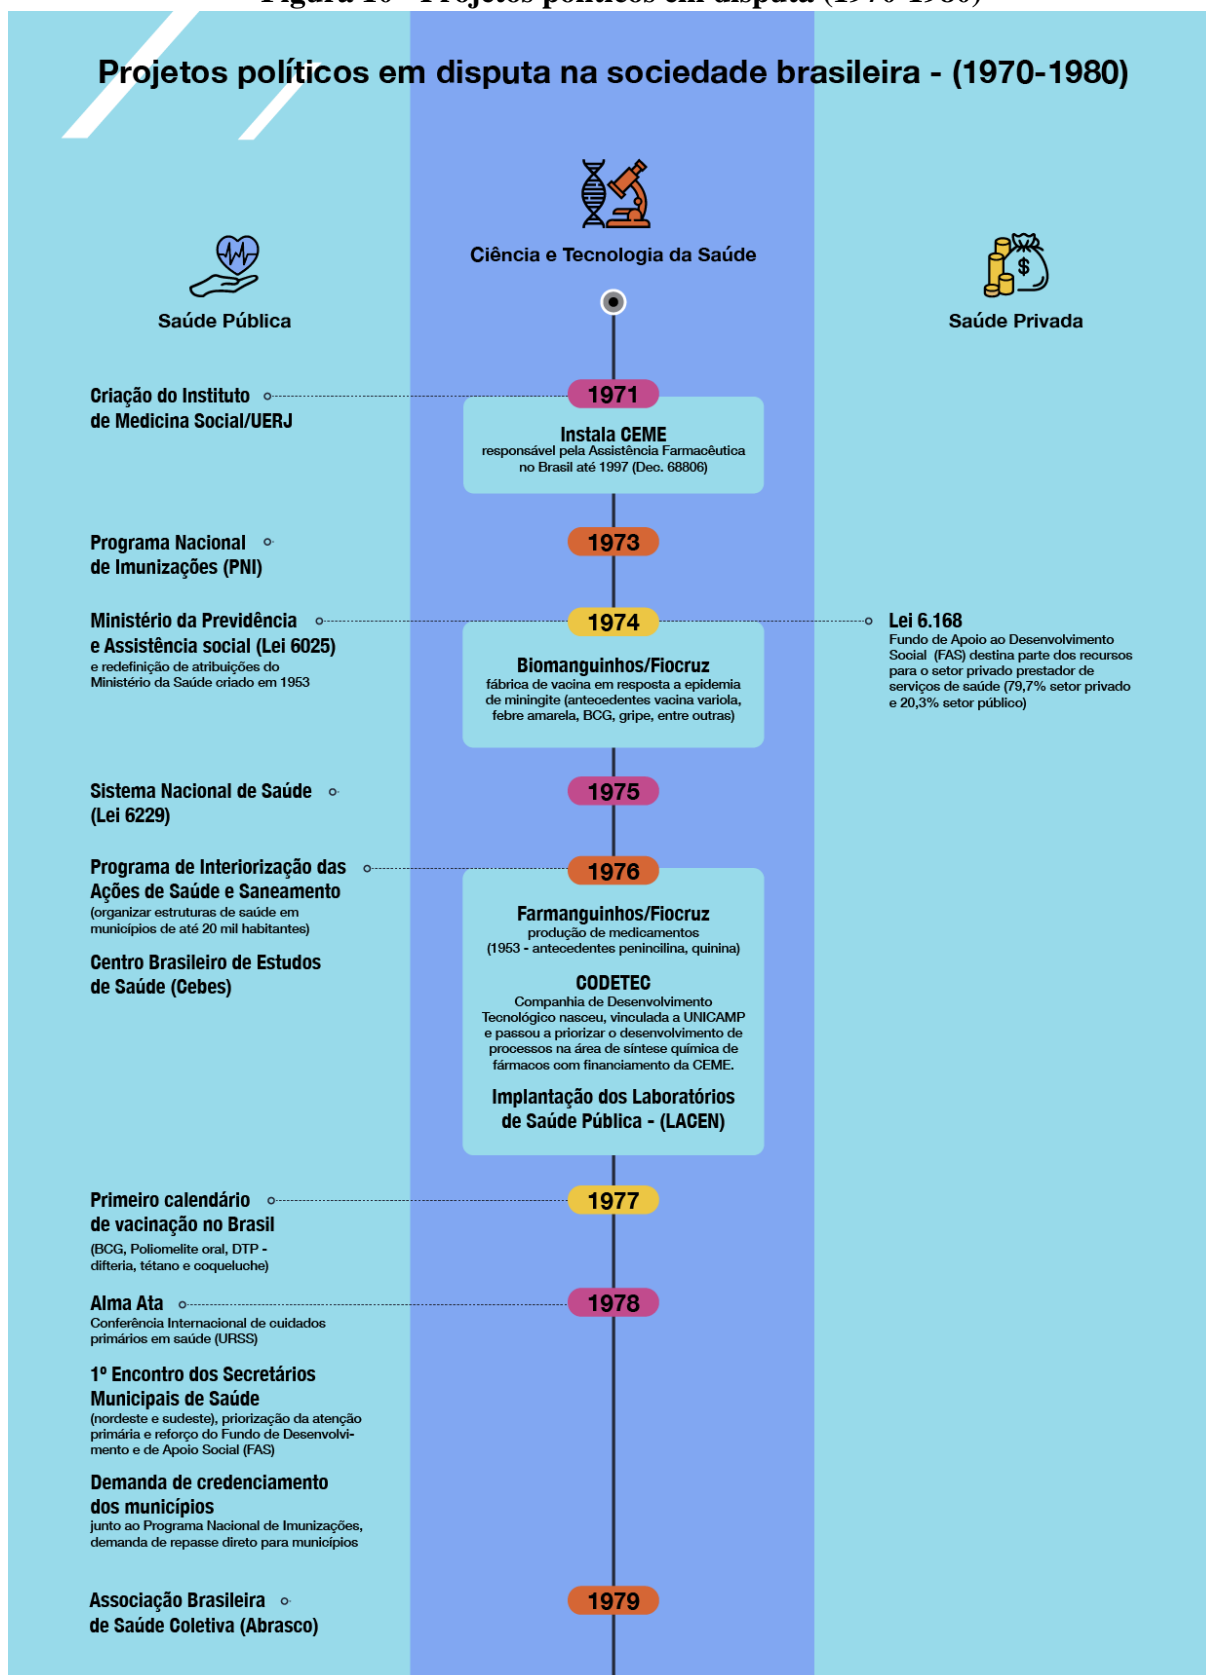 Figura 10 - Projetos políticos em disputa (1970-1980)
Projetos políticos em disputa na sociedade brasileira - (1970-1980)
Ciência e Tecnologia da Saúde
Saúde Pública
Saúde Privada
$
1971
Criação do Instituto
de Medicina Social/UERJ
Instala CEME
responsável pela Assistência Farmacêutica
no Brasil até 1997 (Dec. 68806)
1973
Programa Nacional
de Imunizações (PNI)
1974
Ministério da Previdência
e Assistência social (Lei 6025)
e redefinição de atribuições do
Ministério da Saúde criado em 1953
Biomanguinhos/Fiocruz
fábrica de vacina em resposta a epidemia
de miningite (antecedentes vacina variola,
febre amarela, BCG, gripe, entre outras)
Lei 6.168
Fundo de Apoio ao Desenvolvimento
Social (FAS) destina parte dos recursos
para o setor privado prestador de
serviços de saúde (79,7% setor privado
e 20,3% setor público)
1975
Sistema Nacional de Saúde
(Lei 6229)
1976
Programa de Interiorização das
Ações de Saúde e Saneamento
(organizar estruturas de saúde em
municípios de até 20 mil habitantes)
Centro Brasileiro de Estudos
de Saúde (Cebes)
Farmanguinhos/Fiocruz
produção de medicamentos
(1953 - antecedentes penincilina, quinina)
CODETEC
Companhia de Desenvolvimento
Tecnológico nasceu, vinculada a UNICAMP
e passou a priorizar o desenvolvimento de
processos na área de síntese química de
fármacos com financiamento da CEME.
Implantação dos Laboratórios
de Saúde Pública - (LACEN)
1977
Primeiro calendário
de vacinação no Brasil
(BCG, Poliomelite oral, DTP -
difteria, tétano e coqueluche)
1978
Alma Ata
Conferência Internacional de cuidados
primários em saúde (URSS)
1º Encontro dos Secretários
Municipais de Saúde
(nordeste e sudeste), priorização da atenção
primária e reforço do Fundo de Desenvolvi-
mento e de Apoio Social (FAS)
Demanda de credenciamento
dos municípios
junto ao Programa Nacional de Imunizações,
demanda de repasse direto para municípios
1979
Associação Brasileira
de Saúde Coletiva (Abrasco)